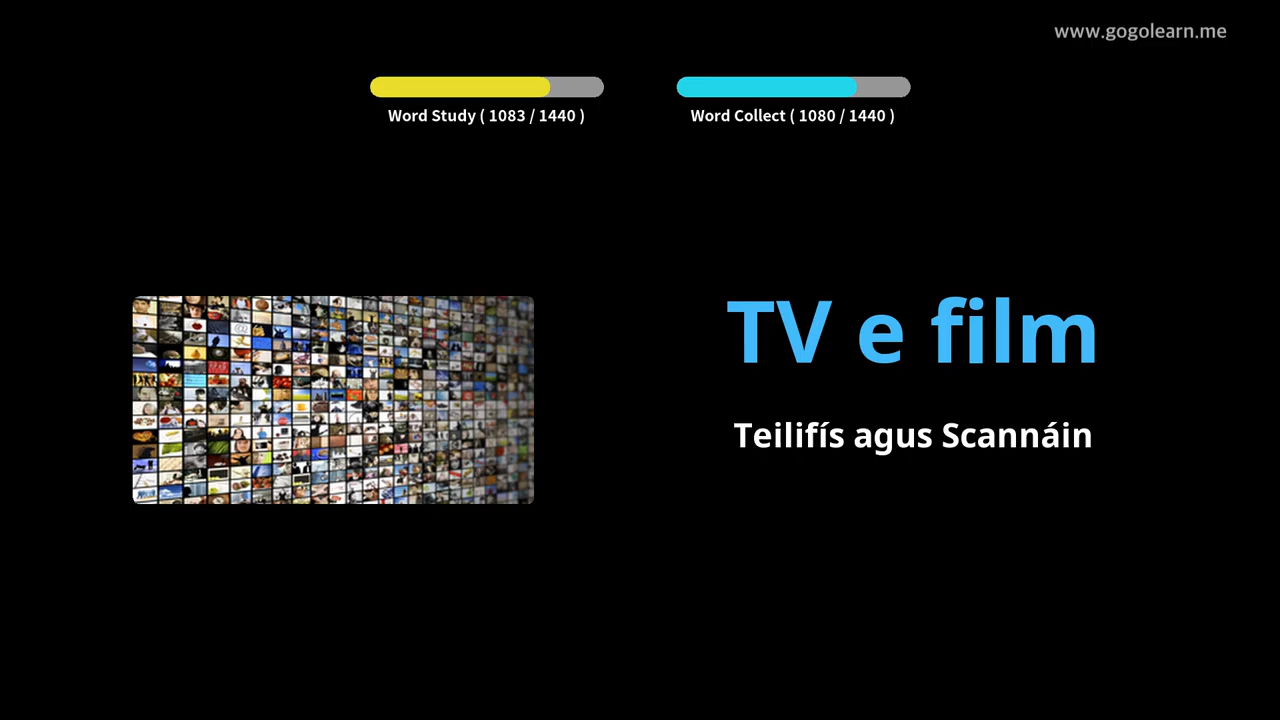 www.gogolearn.me
Word Study ( 1083 / 1440 )
Word Collect ( 1080 / 1440 )
TV e film
Teilifís agus Scannáin